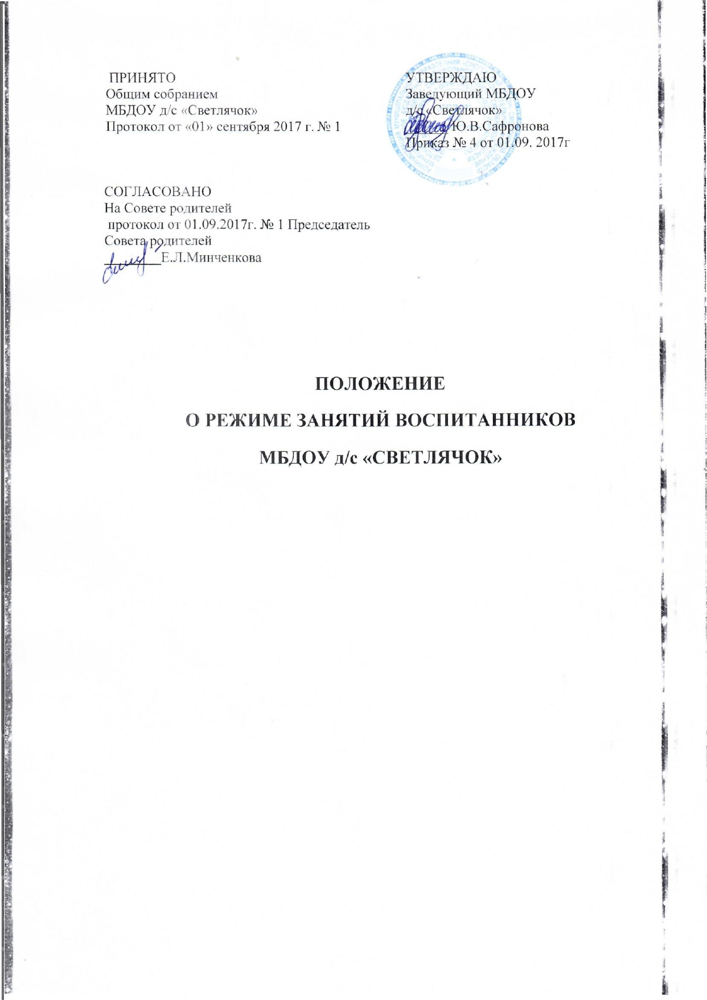 ПРИНЯТО
Общим собранием
МБДОУ д/с «Светлячок»
Протокол от «01» сентября 2017 г. № 1
УТВЕРЖДАЮ
Заведующий МБДОУ
д/с «Светлячок»
Ю.В.Сафронова
Приказ № 4 от 01.09. 2017г
СОГЛАСОВАНО
На Совете родителей
протокол от 01.09.2017г. № 1 Председатель
Совета родителей
Е.Л.Минченкова
ПОЛОЖЕНИЕ
О РЕЖИМЕ ЗАНЯТИЙ ВОСПИТАННИКОВ
МБДОУ д/с «СВЕТЛЯЧОК»